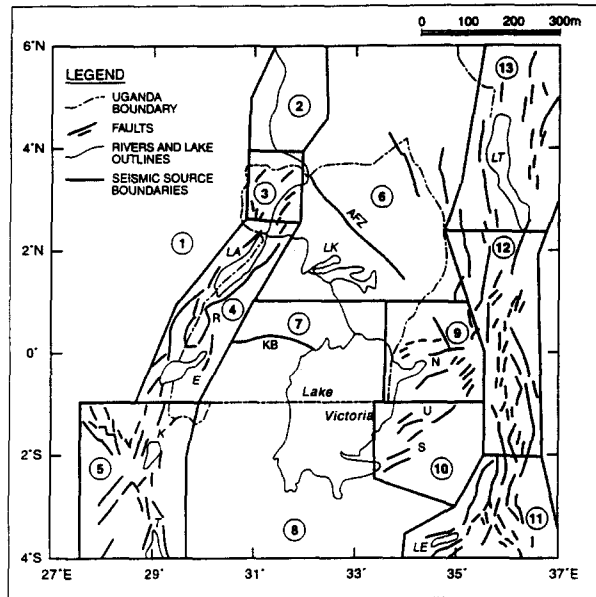 0 100 200 300m
6°N
4°
2°
0°
2°S
4°S
27°E 29°E 31°E 33°E 35°E 37°E
LEGEND
UGANDA
BOUNDARY
FAULTS
RIVERS AND LAKE
OUTLINES
SEISMIC SOURCE
BOUNDARIES
1
2
3
4
5
6
7
8
9
10
11
12
13
AFZ
LT
LA
LK
R
KB
E
N
Lake
Victoria
U
S
K
T
LE